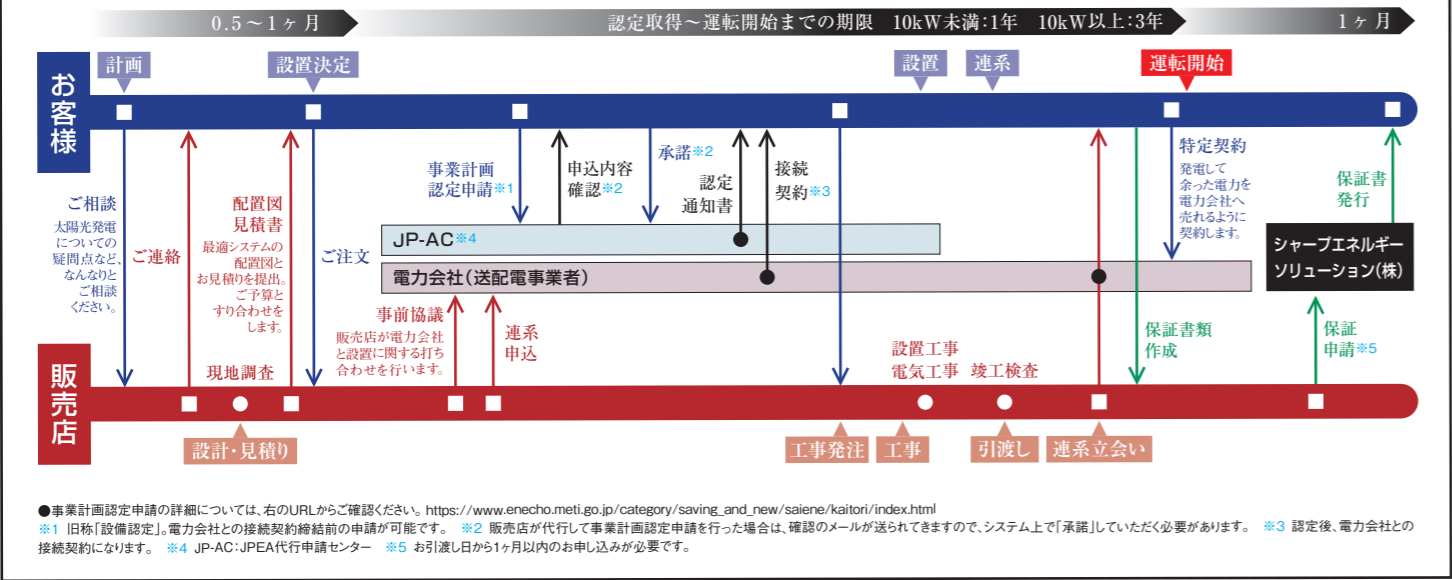 0.5～1ヶ月
認定取得～運転開始までの期限 10kW未満:1年 10kW以上:3年
1ヶ月
お客様
計画
設置決定
設置
連系
運転開始
ご相談
太陽光発電
についての
疑問点など、
なんなりと
ご相談
ください。
ご連絡
配置図
見積書
最適システムの
配置図と
お見積りを提出。
ご予算と
すり合わせを
します。
ご注文
事業計画
認定申請※1
申込内容
確認※2
承諾※2
認定
通知書
接続
契約※3
特定契約
発電して
余った電力を
電力会社へ
売れるように
契約します。
保証書
発行
JP-AC※4
電力会社(送配電事業者)
シャープエネルギー
ソリューション(株)
事前協議
販売店が電力会社
と設置に関する打ち
合わせを行います。
連系
申込
保証書類
作成
保証
申請※5
販売店
現地調査
設置工事
電気工事
竣工検査
設計・見積り
工事発注
工事
引渡し
連系立会い
●事業計画認定申請の詳細については、右のURLからご確認ください。https://www.enecho.meti.go.jp/category/saving_and_new/saiene/kaitori/index.html
※1 旧称「設備認定」。電力会社との接続契約締結前の申請が可能です。 ※2 販売店が代行して事業計画認定申請を行った場合は、確認のメールが送られてきますので、システム上で「承諾」していただく必要があります。 ※3 認定後、電力会社との
接続契約になります。 ※4 JP-AC:JPEA代行申請センター ※5 お引渡し日から1ヶ月以内のお申し込みが必要です。